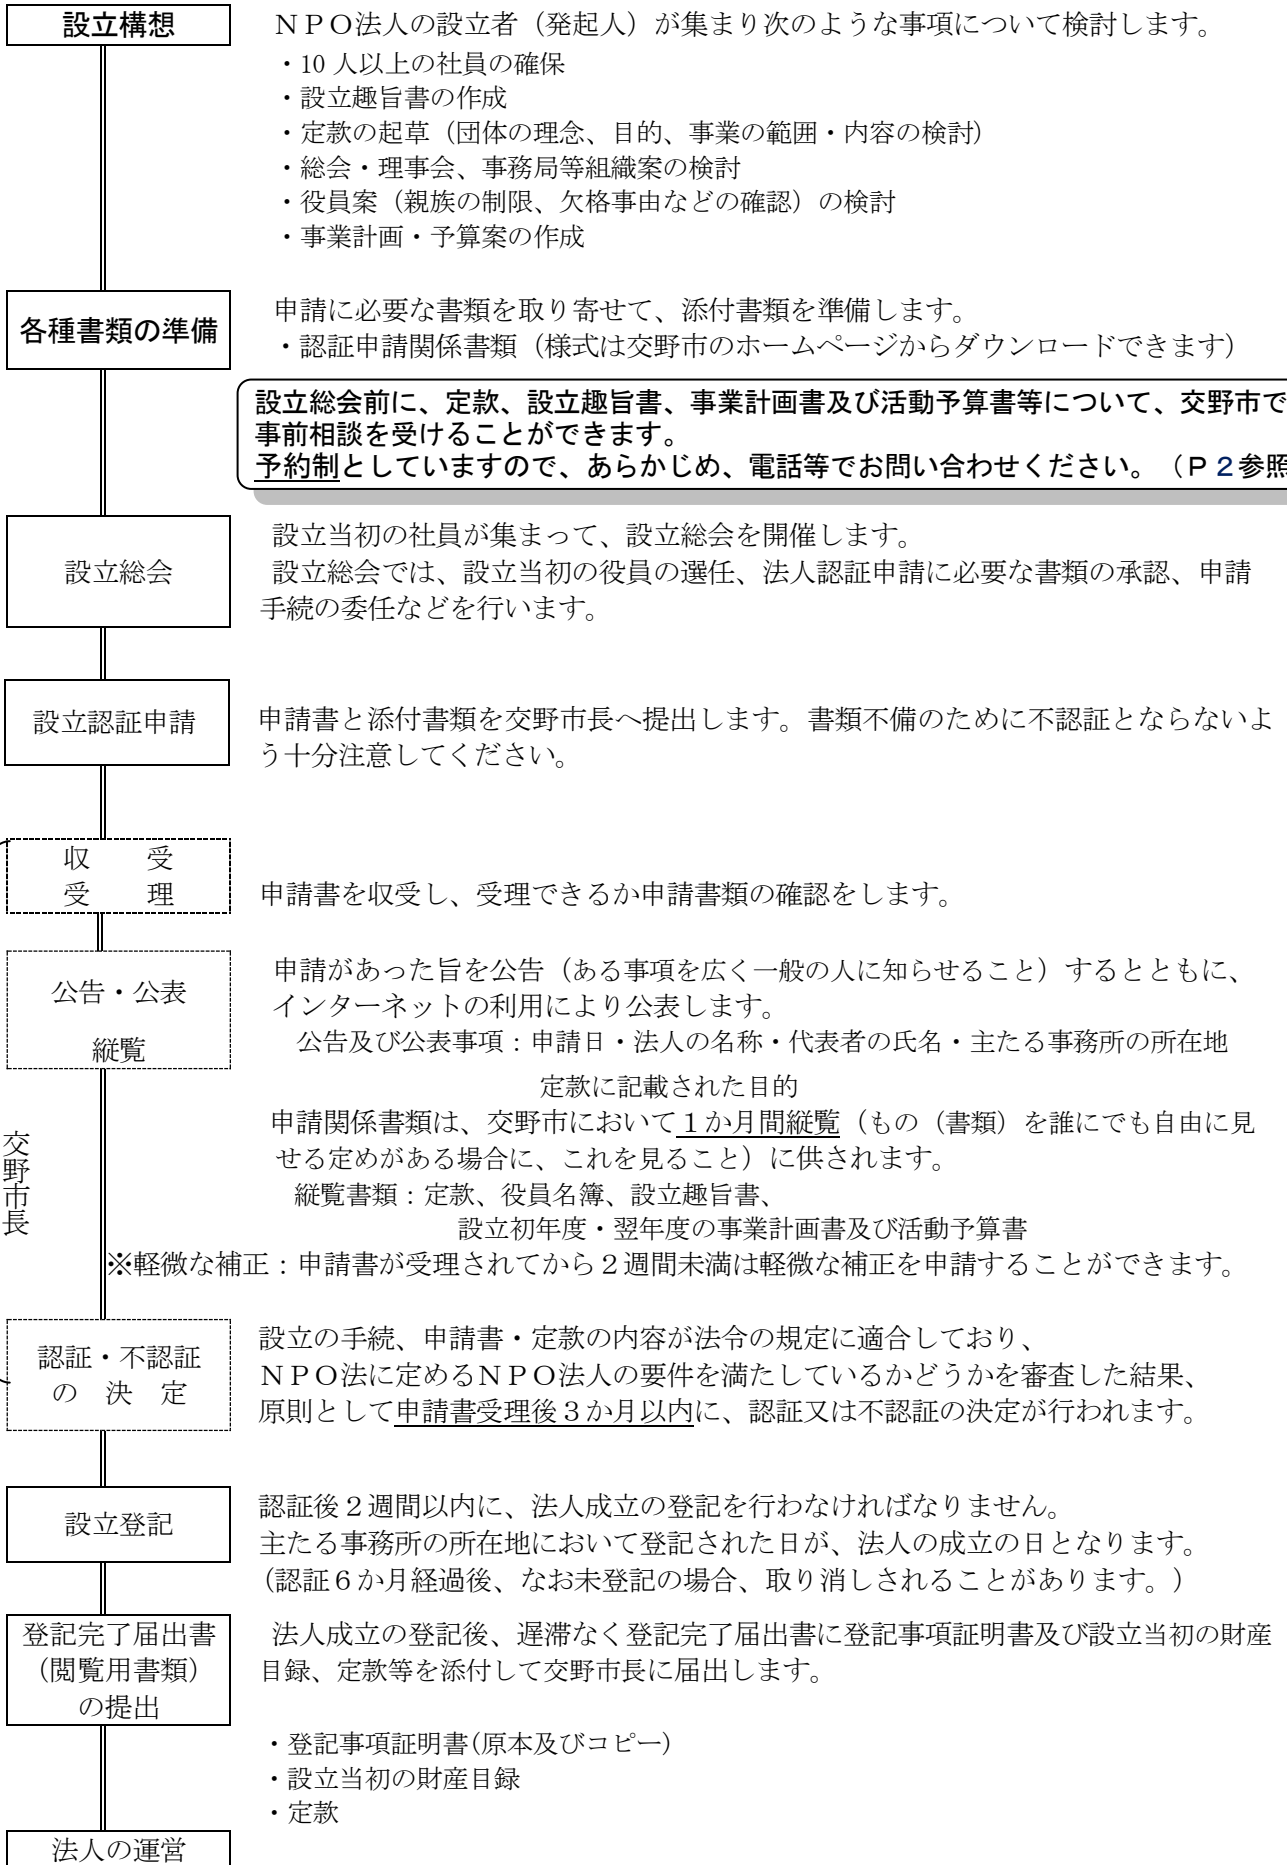 設立構想
ＮＰＯ法人の設立者（発起人）が集まり次のような事項について検討します。
・10 人以上の社員の確保
・設立趣旨書の作成
・定款の起草（団体の理念、目的、事業の範囲・内容の検討）
・総会・理事会、事務局等組織案の検討
・役員案（親族の制限、欠格事由などの確認）の検討
・事業計画・予算案の作成
各種書類の準備
申請に必要な書類を取り寄せて、添付書類を準備します。
・認証申請関係書類（様式は交野市のホームページからダウンロードできます）
設立総会前に、定款、設立趣旨書、事業計画書及び活動予算書等について、交野市で
事前相談を受けることができます。
予約制としていますので、あらかじめ、電話等でお問い合わせください。（Ｐ２参照
設立総会
設立当初の社員が集まって、設立総会を開催します。
設立総会では、設立当初の役員の選任、法人認証申請に必要な書類の承認、申請
手続の委任などを行います。
設立認証申請
申請書と添付書類を交野市長へ提出します。書類不備のために不認証とならないよ
う十分注意してください。
収　　受
受　　理
申請書を収受し、受理できるか申請書類の確認をします。
公告・公表
縦覧
申請があった旨を公告（ある事項を広く一般の人に知らせること）するとともに、
インターネットの利用により公表します。
公告及び公表事項：申請日・法人の名称・代表者の氏名・主たる事務所の所在地
定款に記載された目的
申請関係書類は、交野市において１か月間縦覧（もの（書類）を誰にでも自由に見
せる定めがある場合に、これを見ること）に供されます。
縦覧書類：定款、役員名簿、設立趣旨書、
設立初年度・翌年度の事業計画書及び活動予算書
※軽微な補正：申請書が受理されてから２週間未満は軽微な補正を申請することができます。
交野市長
認証・不認証
の　決　定
設立の手続、申請書・定款の内容が法令の規定に適合しており、
ＮＰＯ法に定めるＮＰＯ法人の要件を満たしているかどうかを審査した結果、
原則として申請書受理後３か月以内に、認証又は不認証の決定が行われます。
設立登記
認証後２週間以内に、法人成立の登記を行わなければなりません。
主たる事務所の所在地において登記された日が、法人の成立の日となります。
(認証６か月経過後、なお未登記の場合、取り消しされることがあります。）
登記完了届出書
（閲覧用書類）
の提出
法人成立の登記後、遅滞なく登記完了届出書に登記事項証明書及び設立当初の財産
目録、定款等を添付して交野市長に届出します。
・登記事項証明書(原本及びコピー)
・設立当初の財産目録
・定款
法人の運営